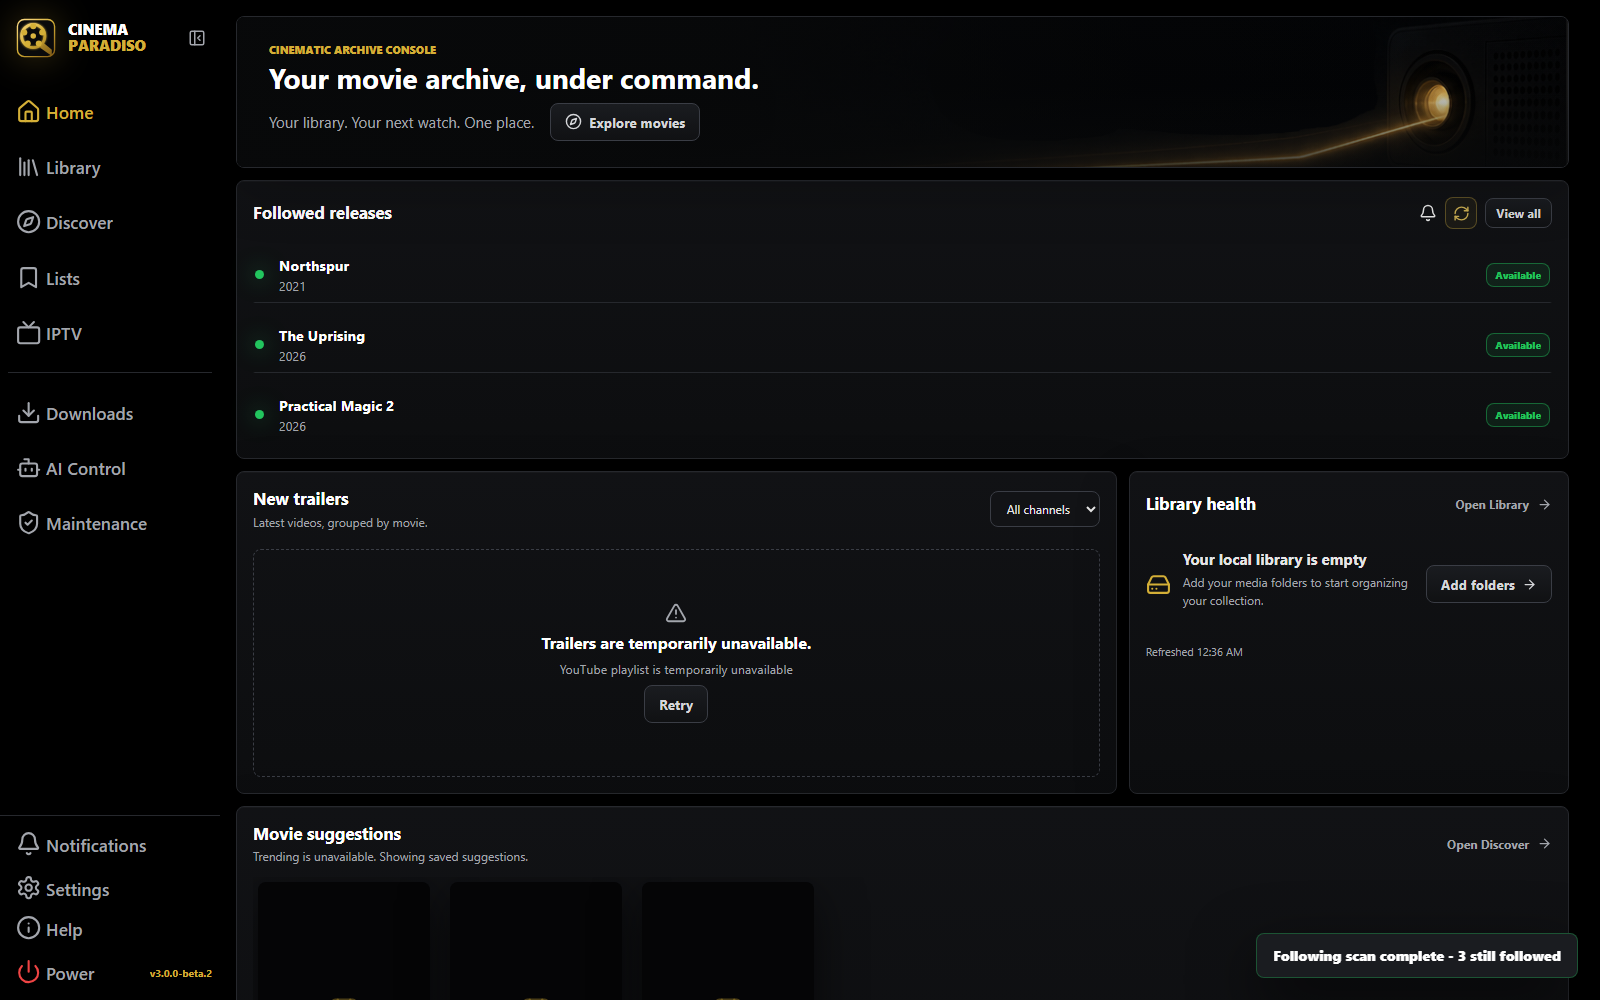 CINEMA
PARADISO
Home
Library
Discover
Lists
IPTV
Downloads
AI Control
Maintenance
Notifications
Settings
Help
Power
v3.0.0-beta.2
CINEMATIC ARCHIVE CONSOLE
Your movie archive, under command.
Your library. Your next watch. One place.
Explore movies
Followed releases
View all
Northspur
2021
Available
The Uprising
2026
Available
Practical Magic 2
2026
Available
New trailers
Latest videos, grouped by movie.
All channels
Trailers are temporarily unavailable.
YouTube playlist is temporarily unavailable
Retry
Library health
Open Library
Your local library is empty
Add your media folders to start organizing
your collection.
Add folders
Refreshed 12:36 AM
Movie suggestions
Trending is unavailable. Showing saved suggestions.
Open Discover
Following scan complete - 3 still followed